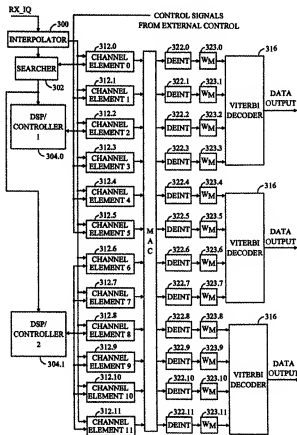 RX_IQ
300
CONTROL SIGNALS
FROM EXTERNAL CONTROL
INTERPOLATOR
SEARCHER
302
DSP/
CONTROLLER
1
304.0
DSP/
CONTROLLER
2
304.1
312.0
CHANNEL
ELEMENT 0
312.1
CHANNEL
ELEMENT 1
312.2
CHANNEL
ELEMENT 2
312.3
CHANNEL
ELEMENT 3
312.4
CHANNEL
ELEMENT 4
312.5
CHANNEL
ELEMENT 5
312.6
CHANNEL
ELEMENT 6
312.7
CHANNEL
ELEMENT 7
312.8
CHANNEL
ELEMENT 8
312.9
CHANNEL
ELEMENT 9
312.10
CHANNEL
ELEMENT 10
312.11
CHANNEL
ELEMENT 11
MAC
322.0 323.0
DEINT WM
322.1 323.1
DEINT WM
322.2 323.2
DEINT WM
322.3 323.3
DEINT WM
322.4 323.4
DEINT WM
322.5 323.5
DEINT WM
322.6 323.6
DEINT WM
322.7 323.7
DEINT WM
322.8 323.8
DEINT WM
322.9 323.9
DEINT WM
322.10 323.10
DEINT WM
322.11 323.11
DEINT WM
316
VITERBI
DECODER
DATA
OUTPUT
316
VITERBI
DECODER
DATA
OUTPUT
316
VITERBI
DECODER
DATA
OUTPUT